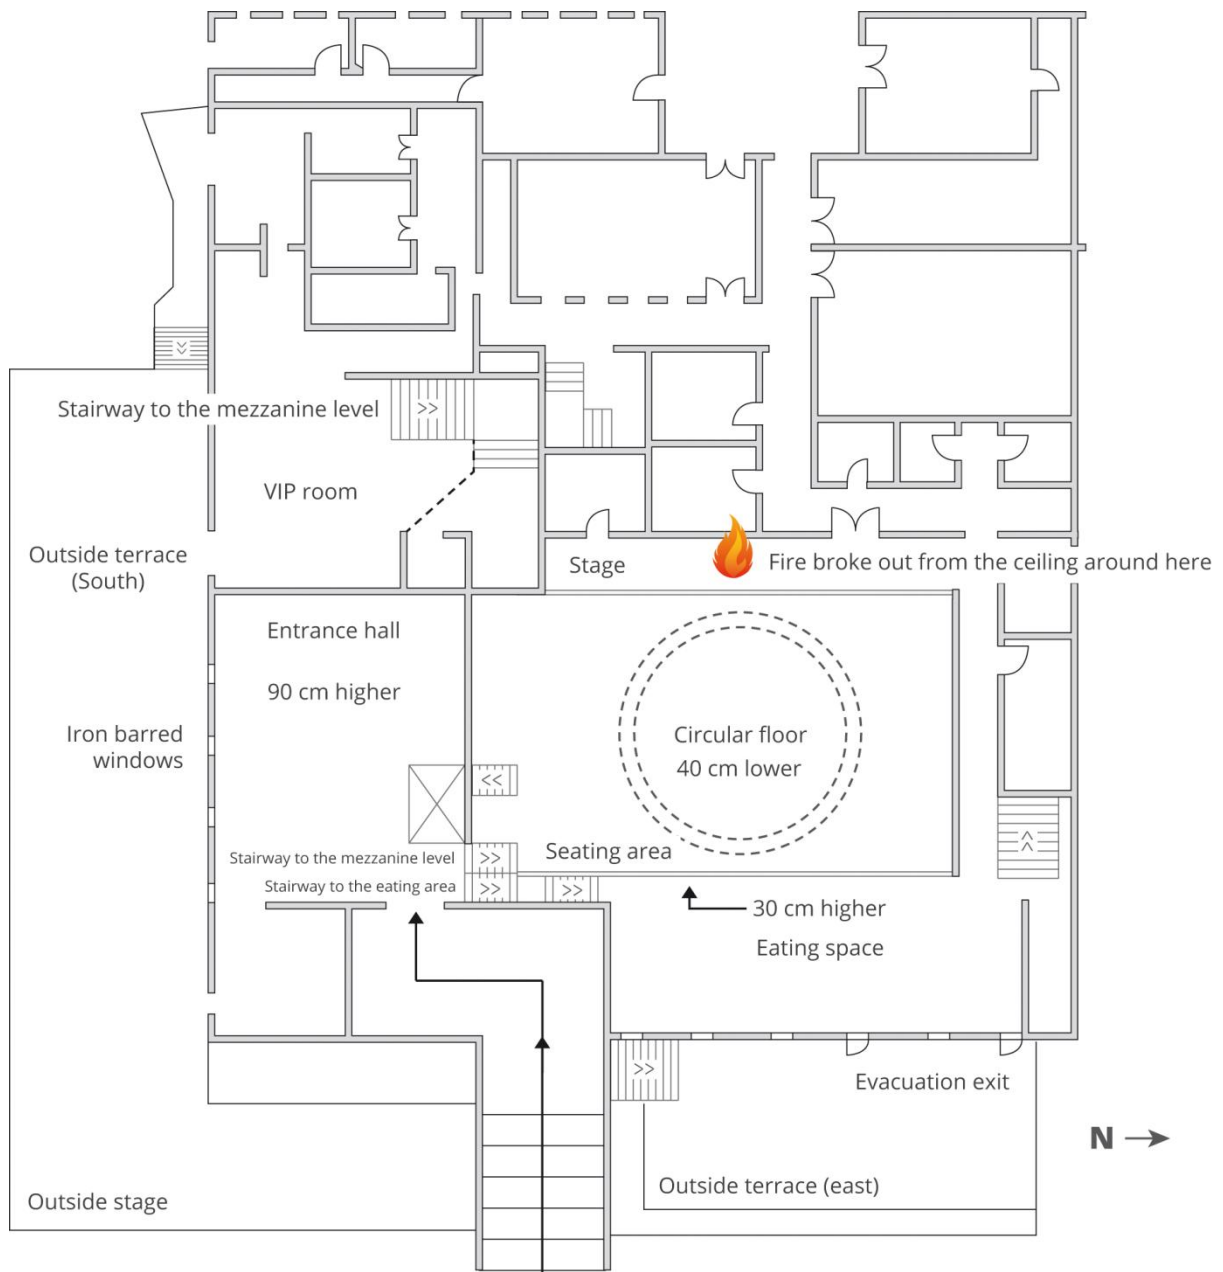 Stairway to the mezzanine level
>>
VIP room
Outside terrace
(South)
Stage
Fire broke out from the ceiling around here
Entrance hall
90 cm higher
Iron barred
windows
Circular floor
40 cm lower
<<
Stairway to the mezzanine level
>>
Seating area
Stairway to the eating area
>>
>>
30 cm higher
Eating space
>>
Evacuation exit
N
Outside terrace (east)
Outside stage